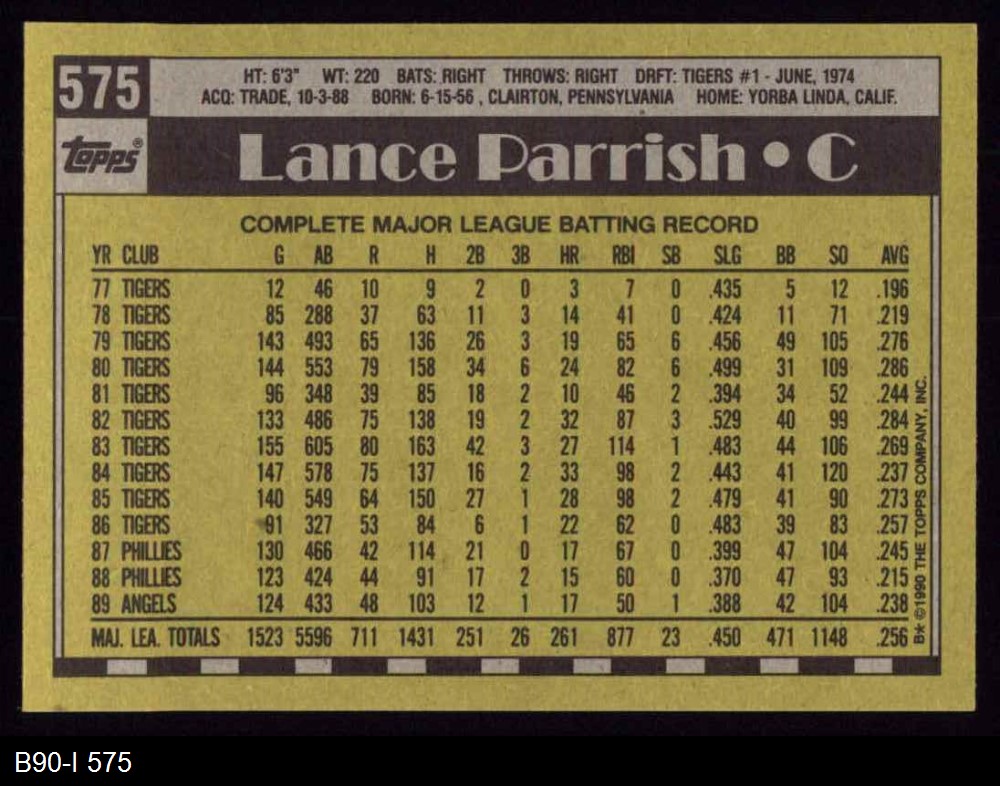 575
HT: 6'3" WT: 220 BATS: RIGHT THROWS: RIGHT DRFT: TIGERS #1 - JUNE, 1974
ACQ: TRADE, 10-3-88 BORN: 6-15-56 , CLAIRTON, PENNSYLVANIA HOME: YORBA LINDA, CALIF.
topps®
Lance Parrish • C
COMPLETE MAJOR LEAGUE BATTING RECORD
YR CLUB G AB R H 2B 3B HR RBI SB SLG BB SO AVG
77 TIGERS 12 46 10 9 2 0 3 7 0 .435 5 12 .196
78 TIGERS 85 288 37 63 11 3 14 41 0 .424 11 71 .219
79 TIGERS 143 493 65 136 26 3 19 65 6 .456 49 105 .276
80 TIGERS 144 553 79 158 34 6 24 82 6 .499 31 109 .286
81 TIGERS 96 348 39 85 18 2 10 46 2 .394 34 52 .244
82 TIGERS 133 486 75 138 19 2 32 87 3 .529 40 99 .284
83 TIGERS 155 605 80 163 42 3 27 114 1 .483 44 106 .269
84 TIGERS 147 578 75 137 16 2 33 98 2 .443 41 120 .237
85 TIGERS 140 549 64 150 27 1 28 98 2 .479 41 90 .273
86 TIGERS 91 327 53 84 6 1 22 62 0 .483 39 83 .257
87 PHILLIES 130 466 42 114 21 0 17 67 0 .399 47 104 .245
88 PHILLIES 123 424 44 91 17 2 15 60 0 .370 47 93 .215
89 ANGELS 124 433 48 103 12 1 17 50 1 .388 42 104 .238
MAJ. LEA. TOTALS 1523 5596 711 1431 251 26 261 877 23 .450 471 1148 .256
B* ©1990 THE TOPPS COMPANY, INC.
B90-I 575